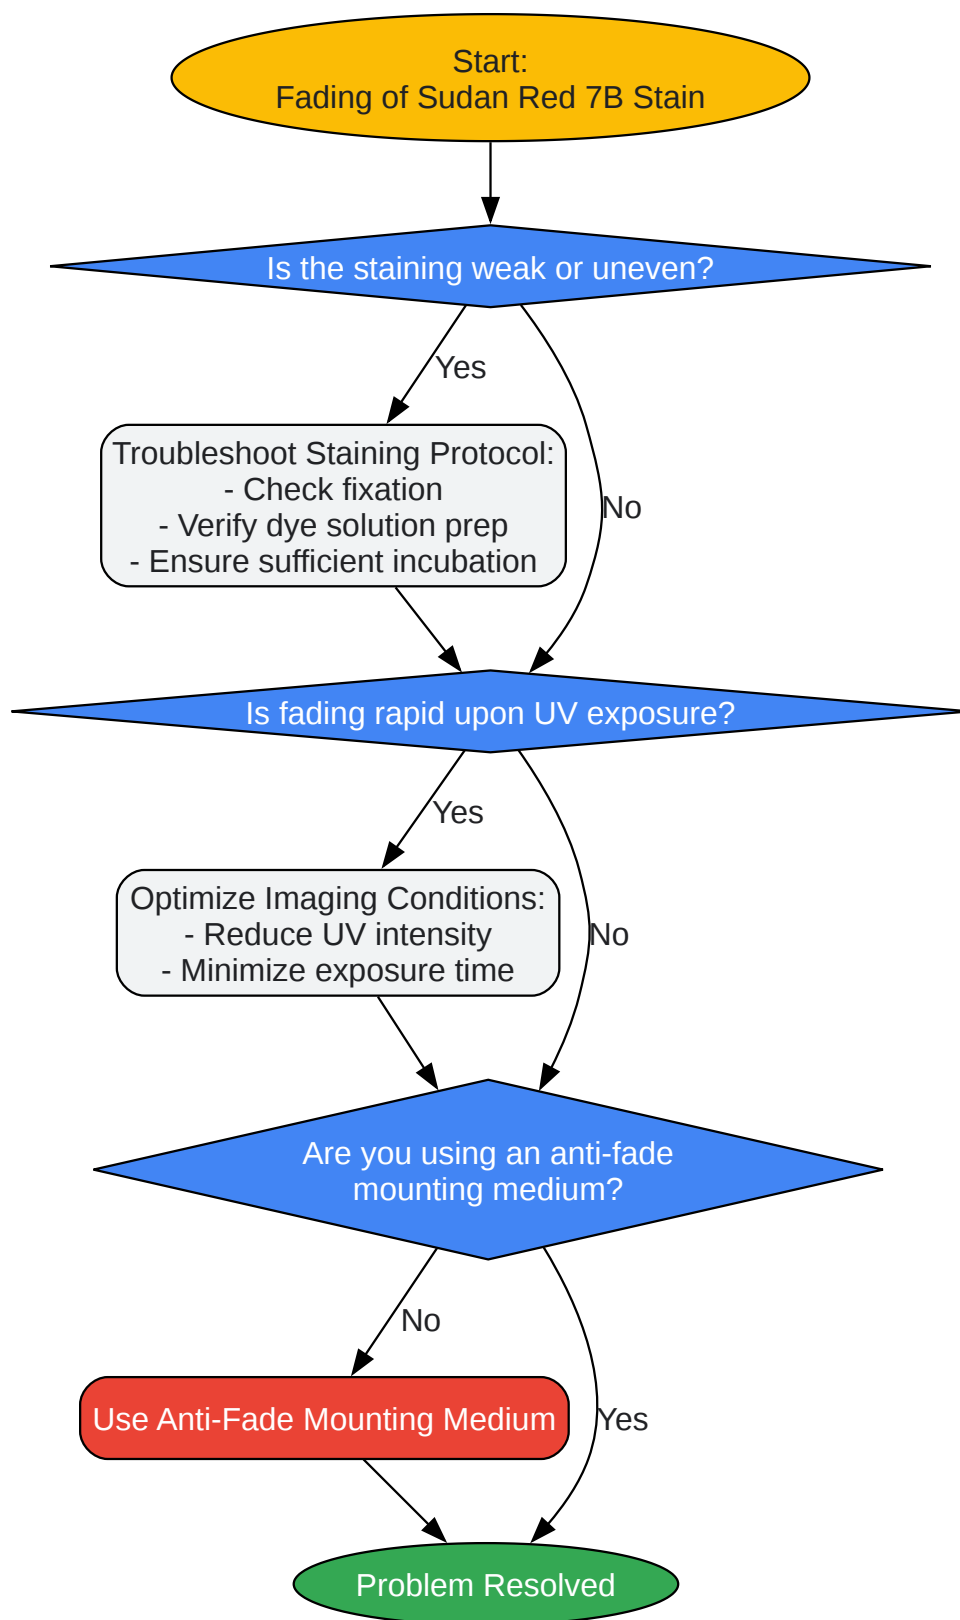 Start:
Fading of Sudan Red 7B Stain
Is the staining weak or uneven?
Yes
Troubleshoot Staining Protocol:
- Check fixation
- Verify dye solution prep
- Ensure sufficient incubation
No
Is fading rapid upon UV exposure?
Yes
Optimize Imaging Conditions:
- Reduce UV intensity
- Minimize exposure time
No
Are you using an anti-fade
mounting medium?
No
Use Anti-Fade Mounting Medium
Yes
Problem Resolved